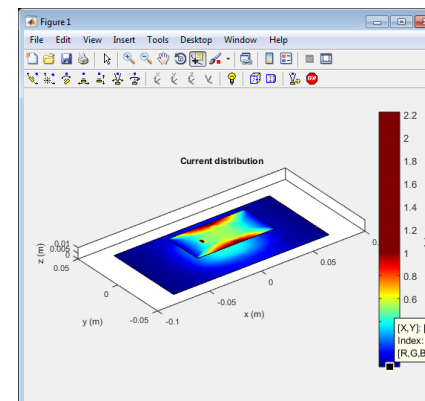 Figure 1
File Edit View Insert Tools Desktop Window Help
Current distribution
2.2
2
1.8
1.6
1.4
1.2
1
0.8
0.6
z (m)
0.01
0.005
0
0.05
0
-0.05
y (m)
-0.1
-0.05
0
0.05
x (m)
[X,Y]: [
Index:
[R,G,B